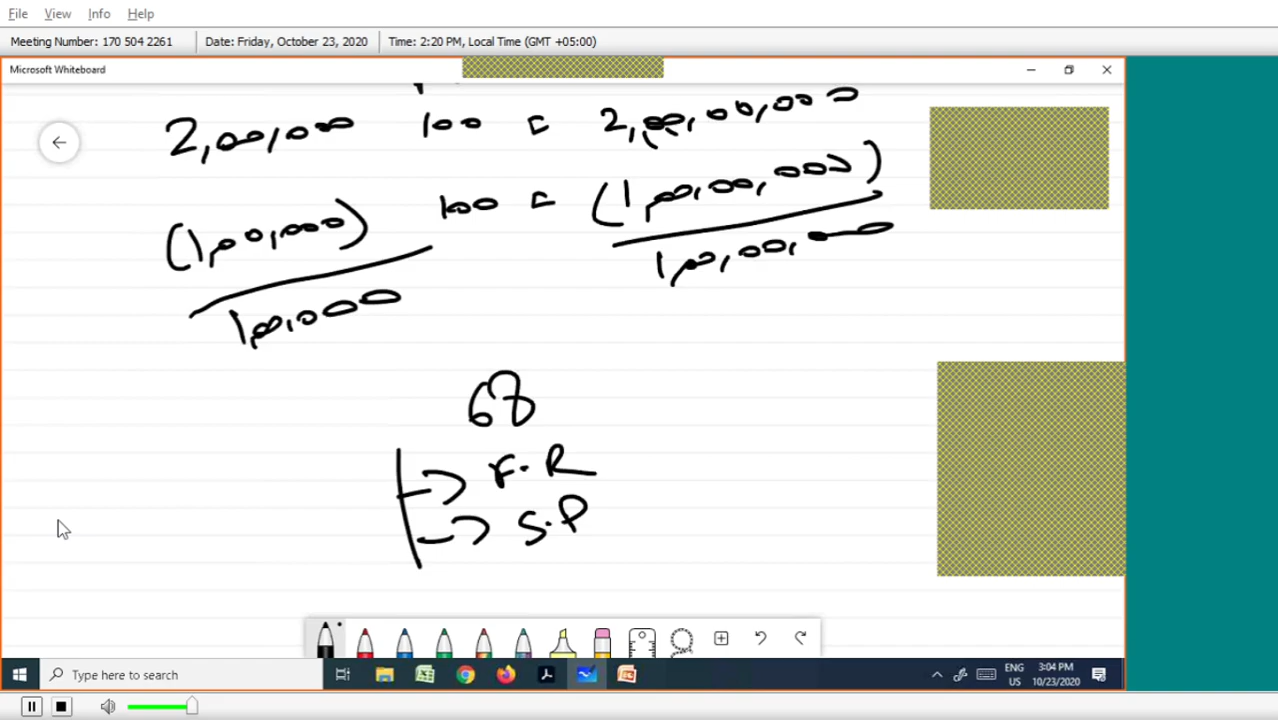 File View Info Help
Meeting Number: 170 504 2261 Date: Friday, October 23, 2020 Time: 2:20 PM, Local Time (GMT +05:00)
Microsoft Whiteboard
2,00,000 100 = 2,00,00,000
(1,00,000) 100 = (1,00,00,000)
1,00,000 1,00,00,000
68
F.R
S.P
Type here to search
ENG 3:04 PM
US 10/23/2020